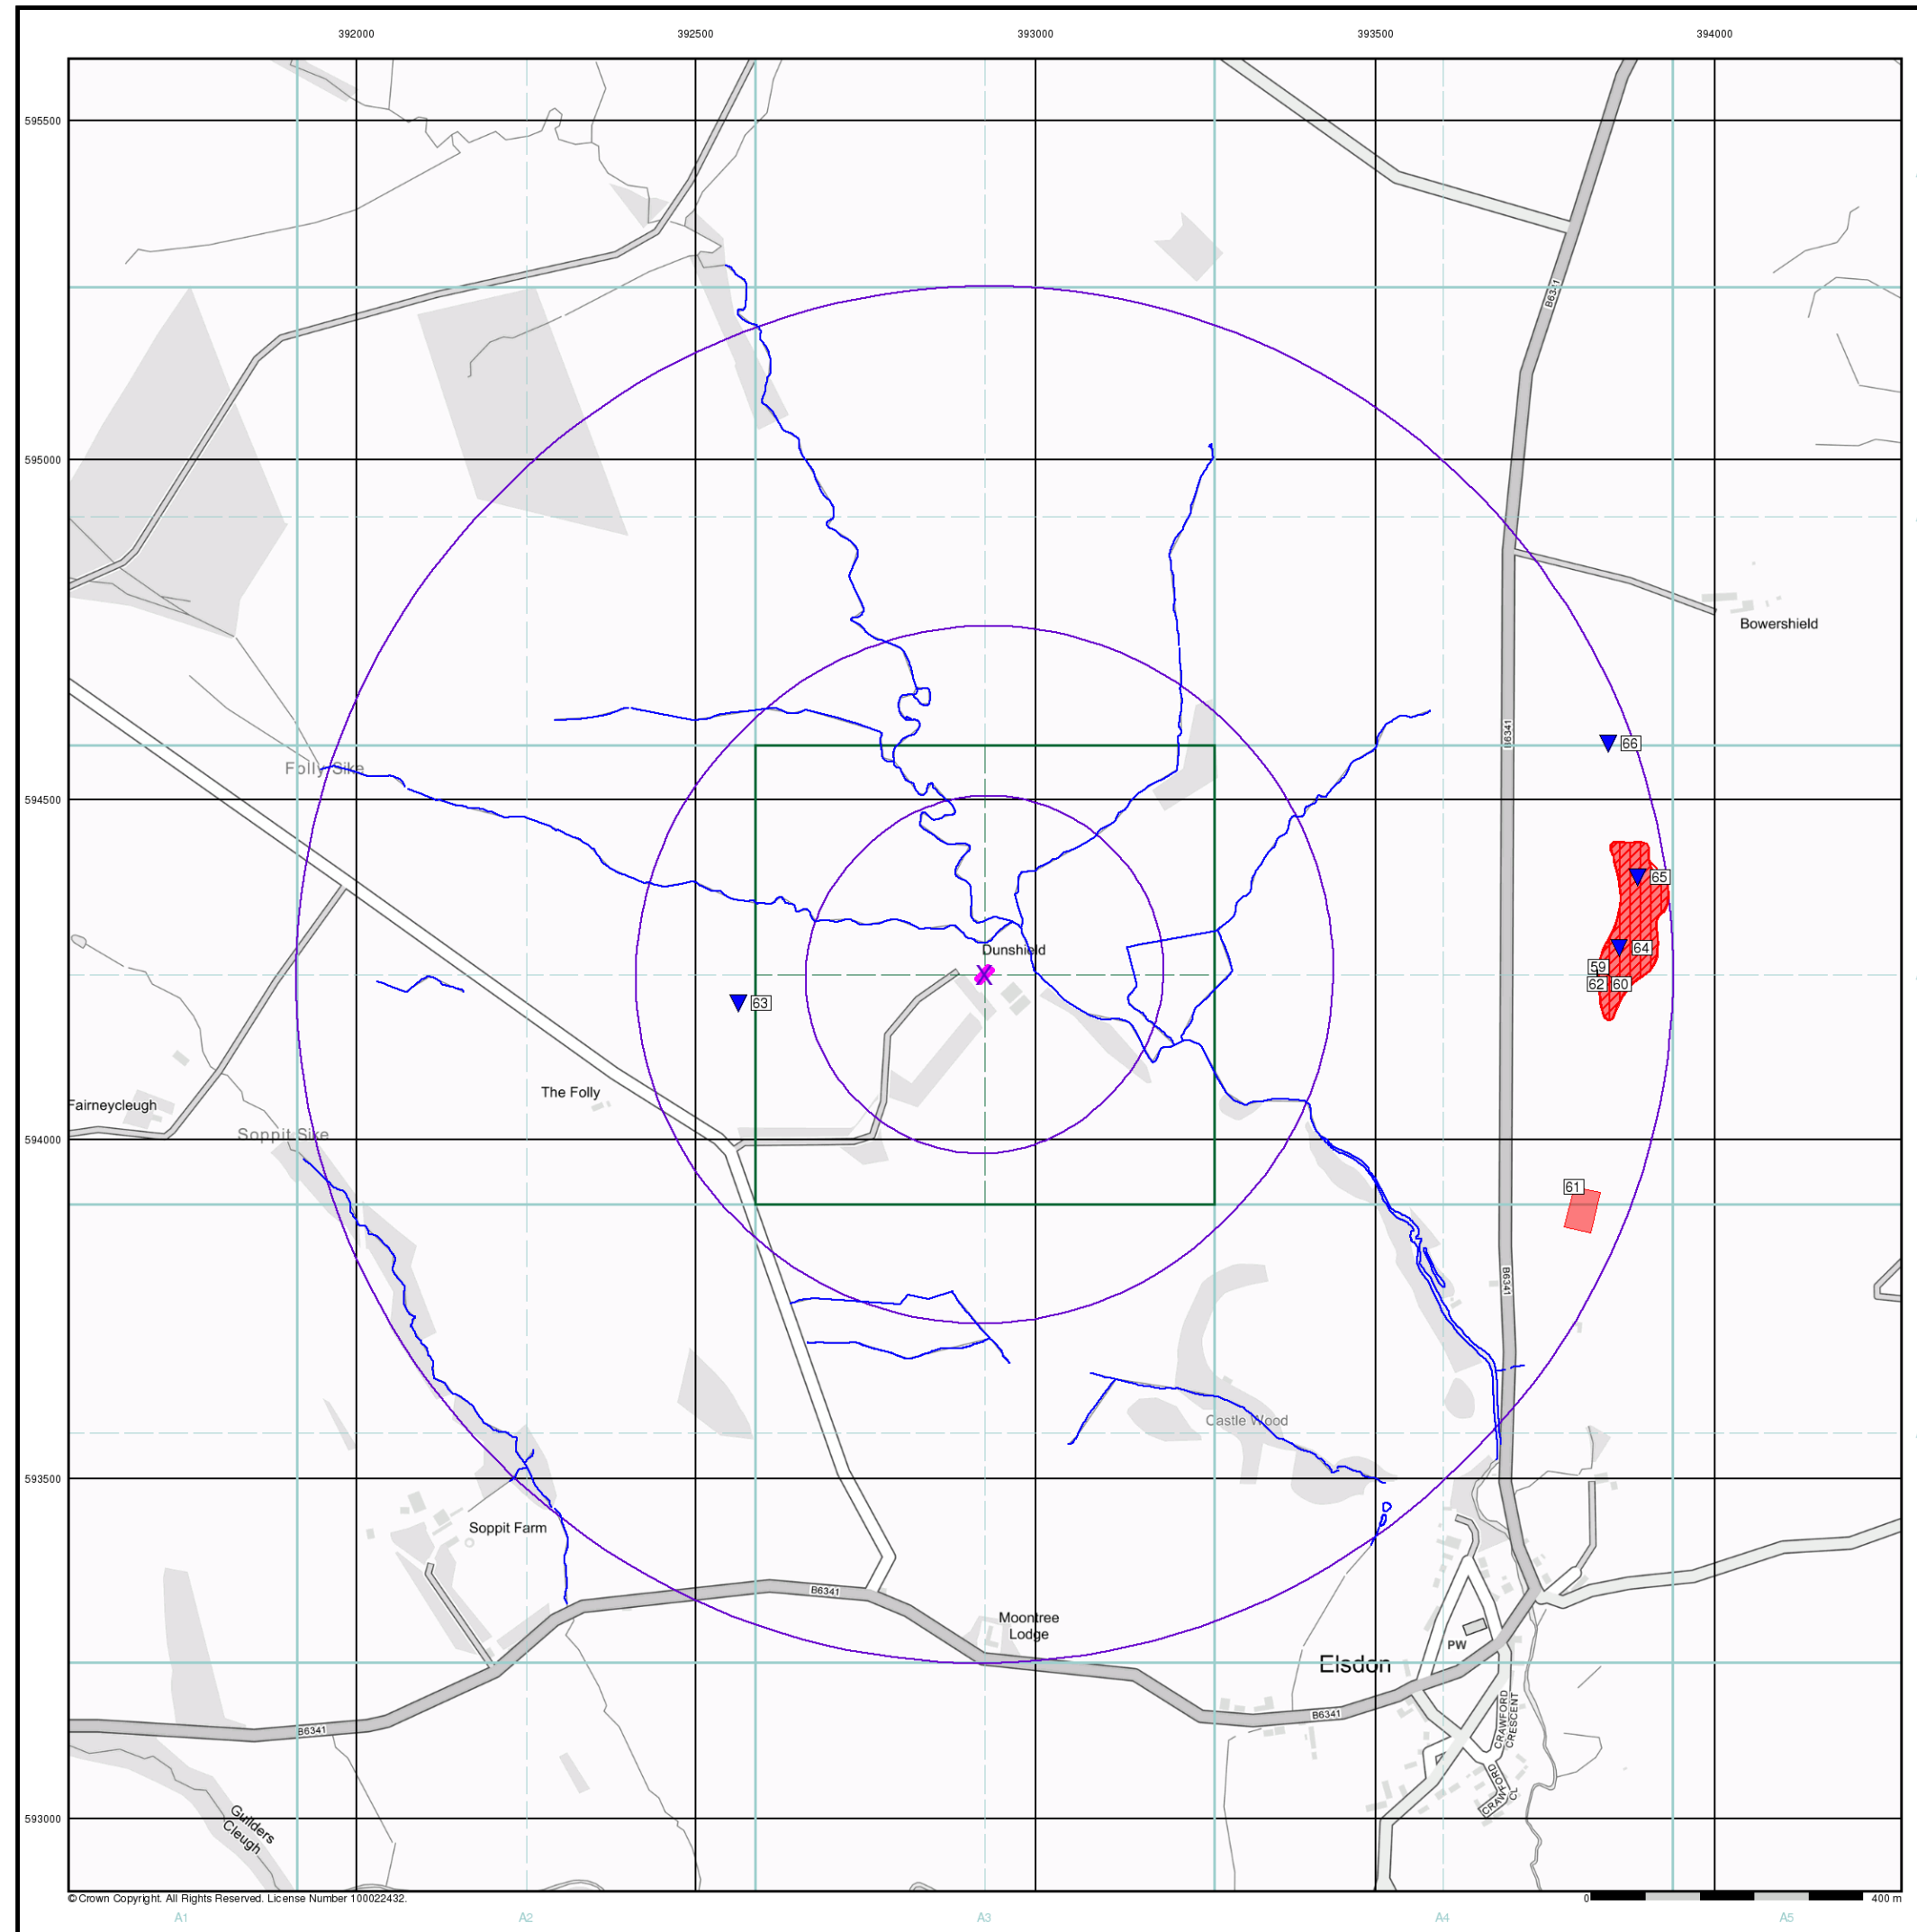 392000 392500 393000 393500 394000
595500
B6341
595000
Bowershield
B6341
66
Folly Sike
594500
65
Dunshield
64
59
X
62 60
63
The Folly
Fairneycleugh
Soppit Sike
594000
61
B6341
Castle Wood
593500
Soppit Farm
B6341
Moontree
Lodge
PW
Elsdon
B6341
B6341
CRAWFORD
CRESCENT
CRAWFORD
CL
593000
Guilders
Cleugh
© Crown Copyright. All Rights Reserved. License Number 100022432.
0 400 m
A1 A2 A3 A4 A5